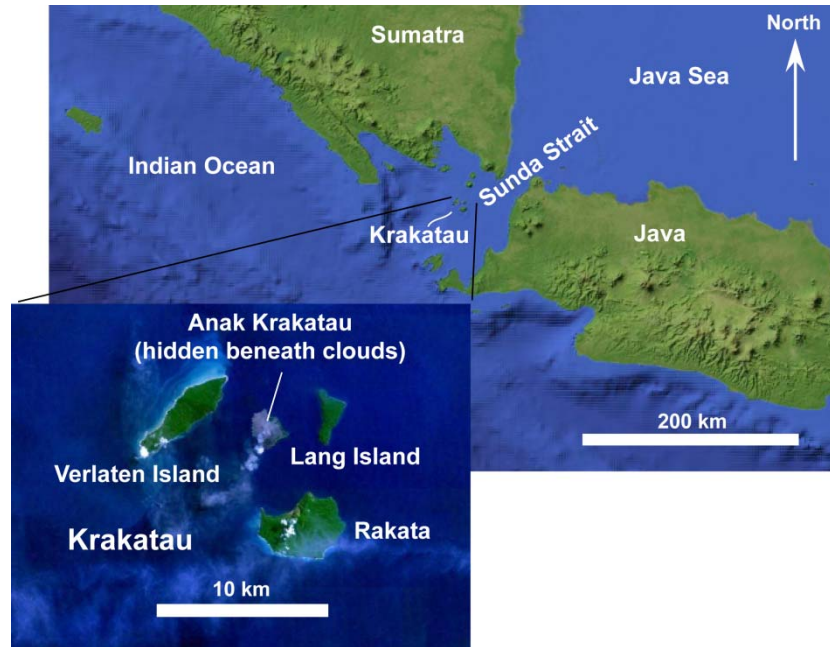 Sumatra
North
Java Sea
Indian Ocean
Sunda Strait
Krakatau
Java
200 km
Anak Krakatau
(hidden beneath clouds)
Lang Island
Verlaten Island
Krakatau
Rakata
10 km